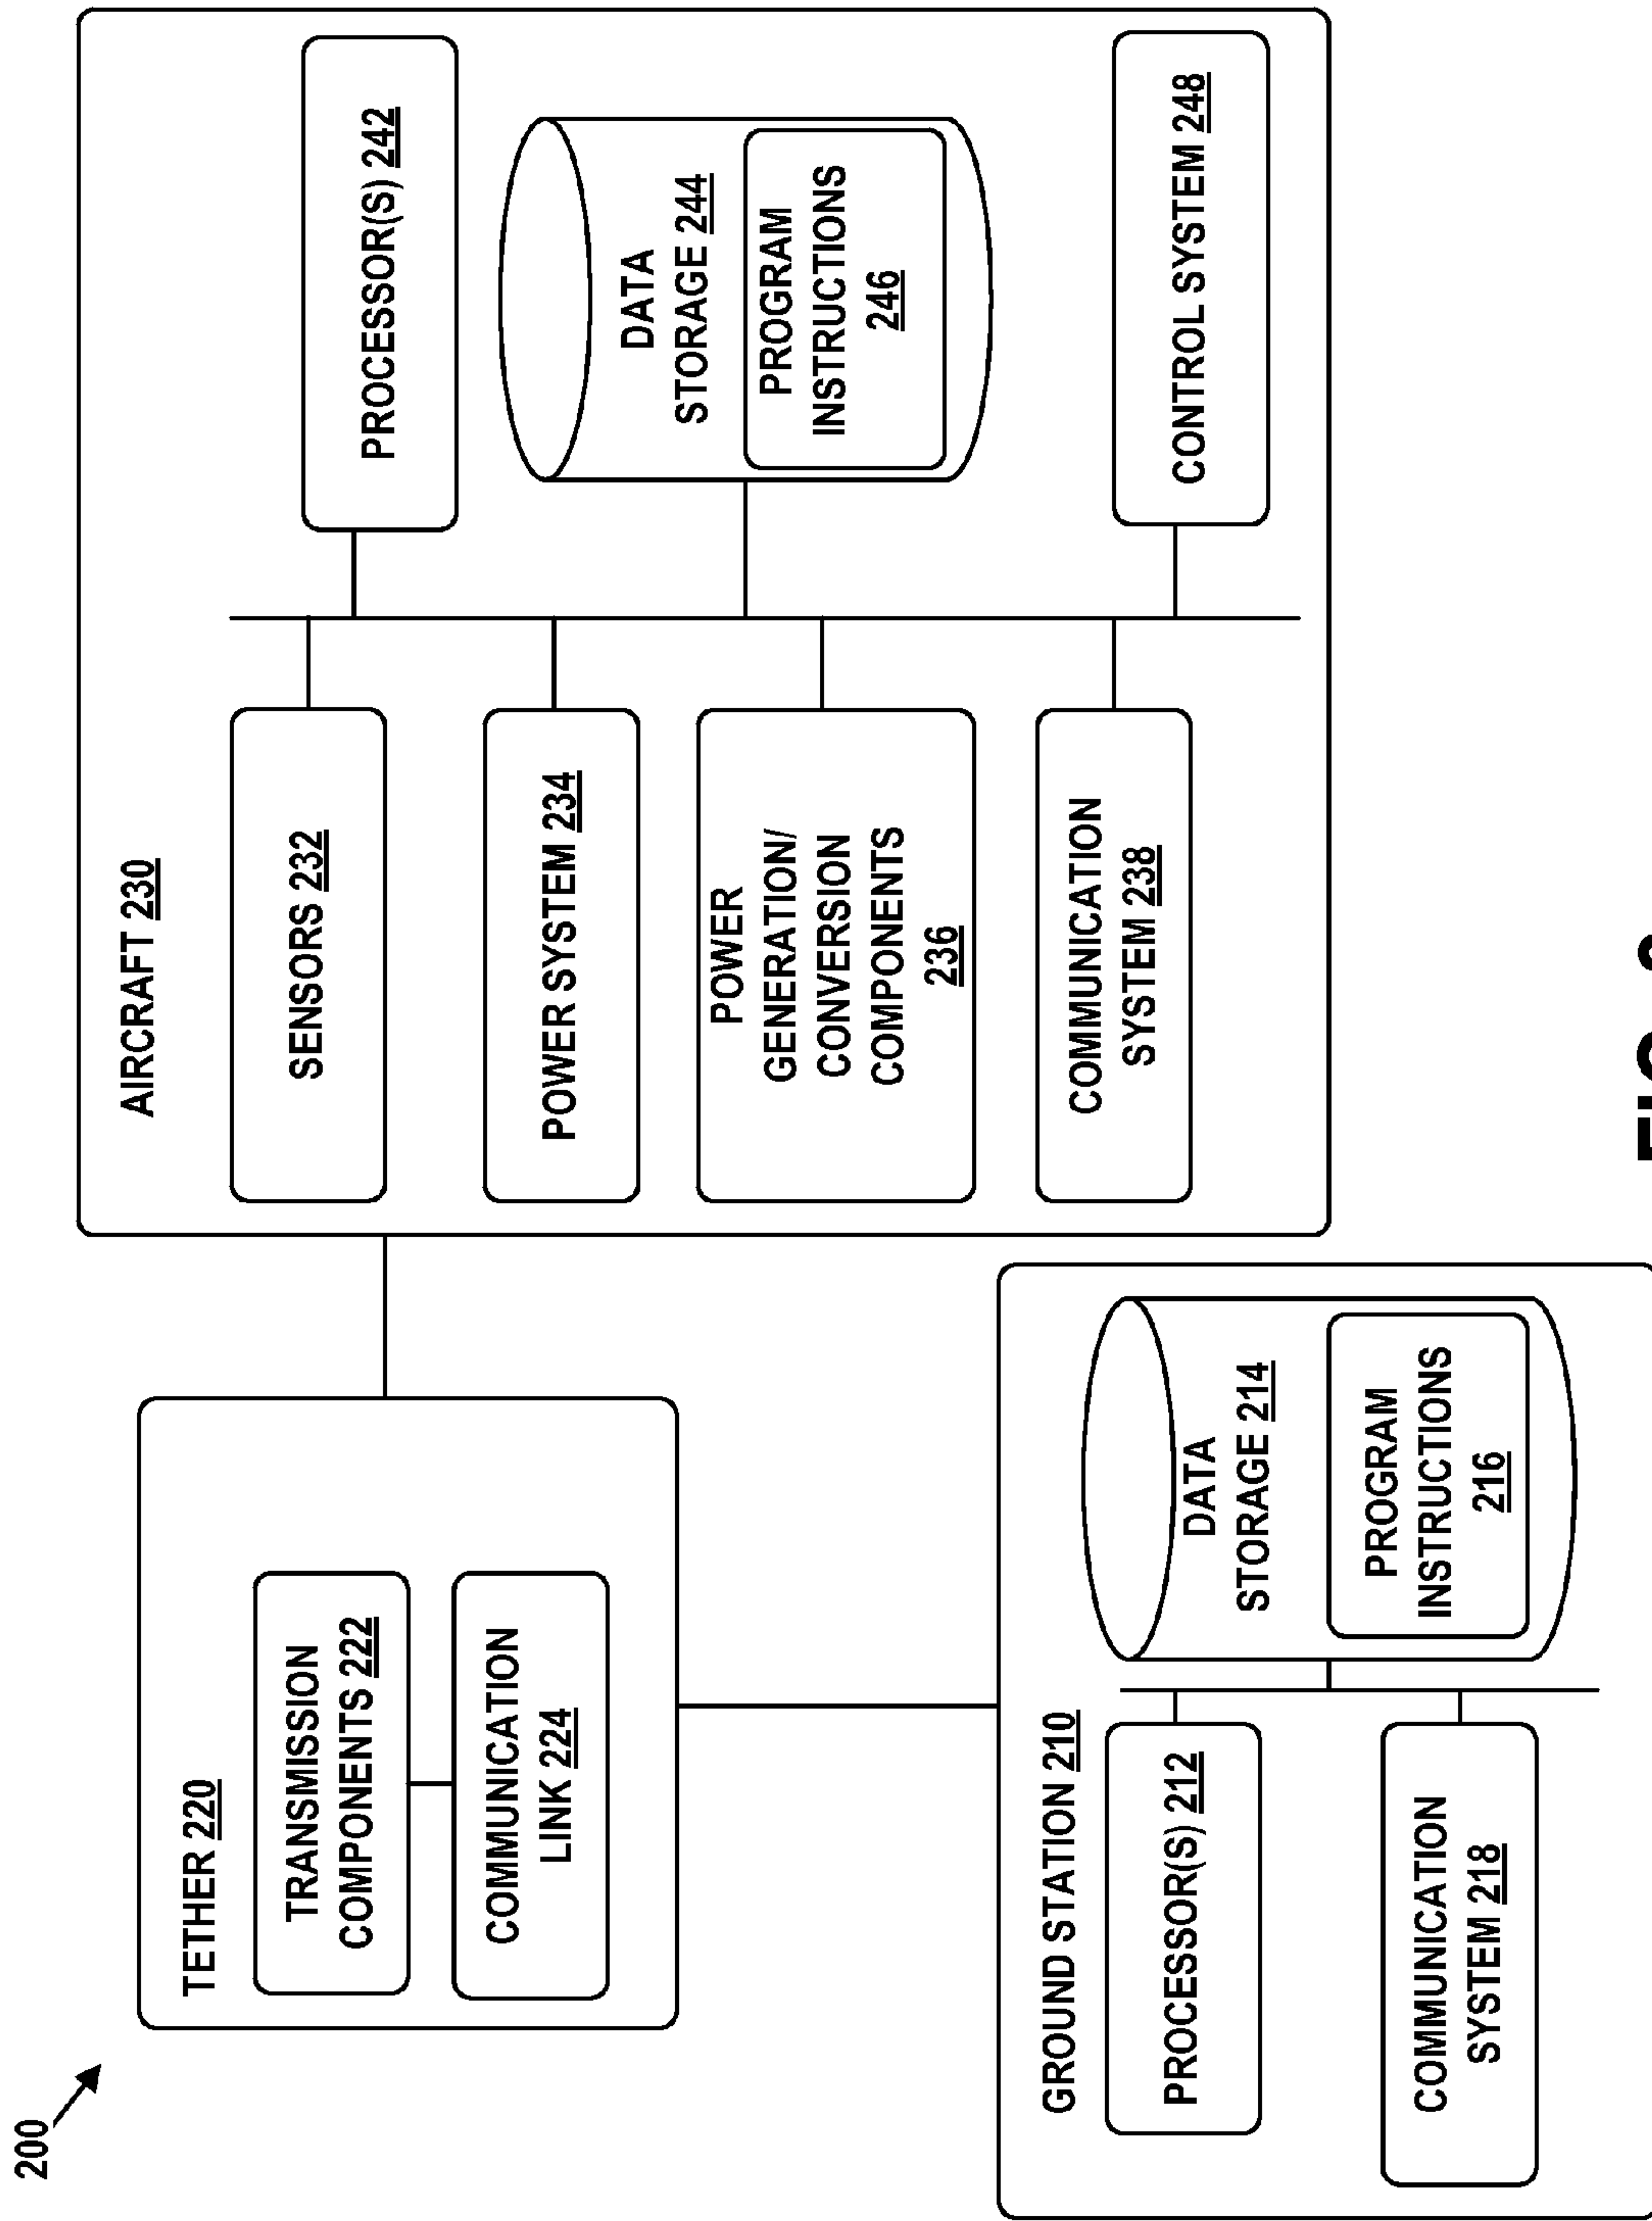 200
TETHER 220
TRANSMISSION
COMPONENTS 222
COMMUNICATION
LINK 224
GROUND STATION 210
PROCESSOR(S) 212
COMMUNICATION
SYSTEM 218
DATA
STORAGE 214
PROGRAM
INSTRUCTIONS
216
AIRCRAFT 230
SENSORS 232
POWER SYSTEM 234
POWER
GENERATION/
CONVERSION
COMPONENTS
236
COMMUNICATION
SYSTEM 238
PROCESSOR(S) 242
DATA
STORAGE 244
PROGRAM
INSTRUCTIONS
246
CONTROL SYSTEM 248